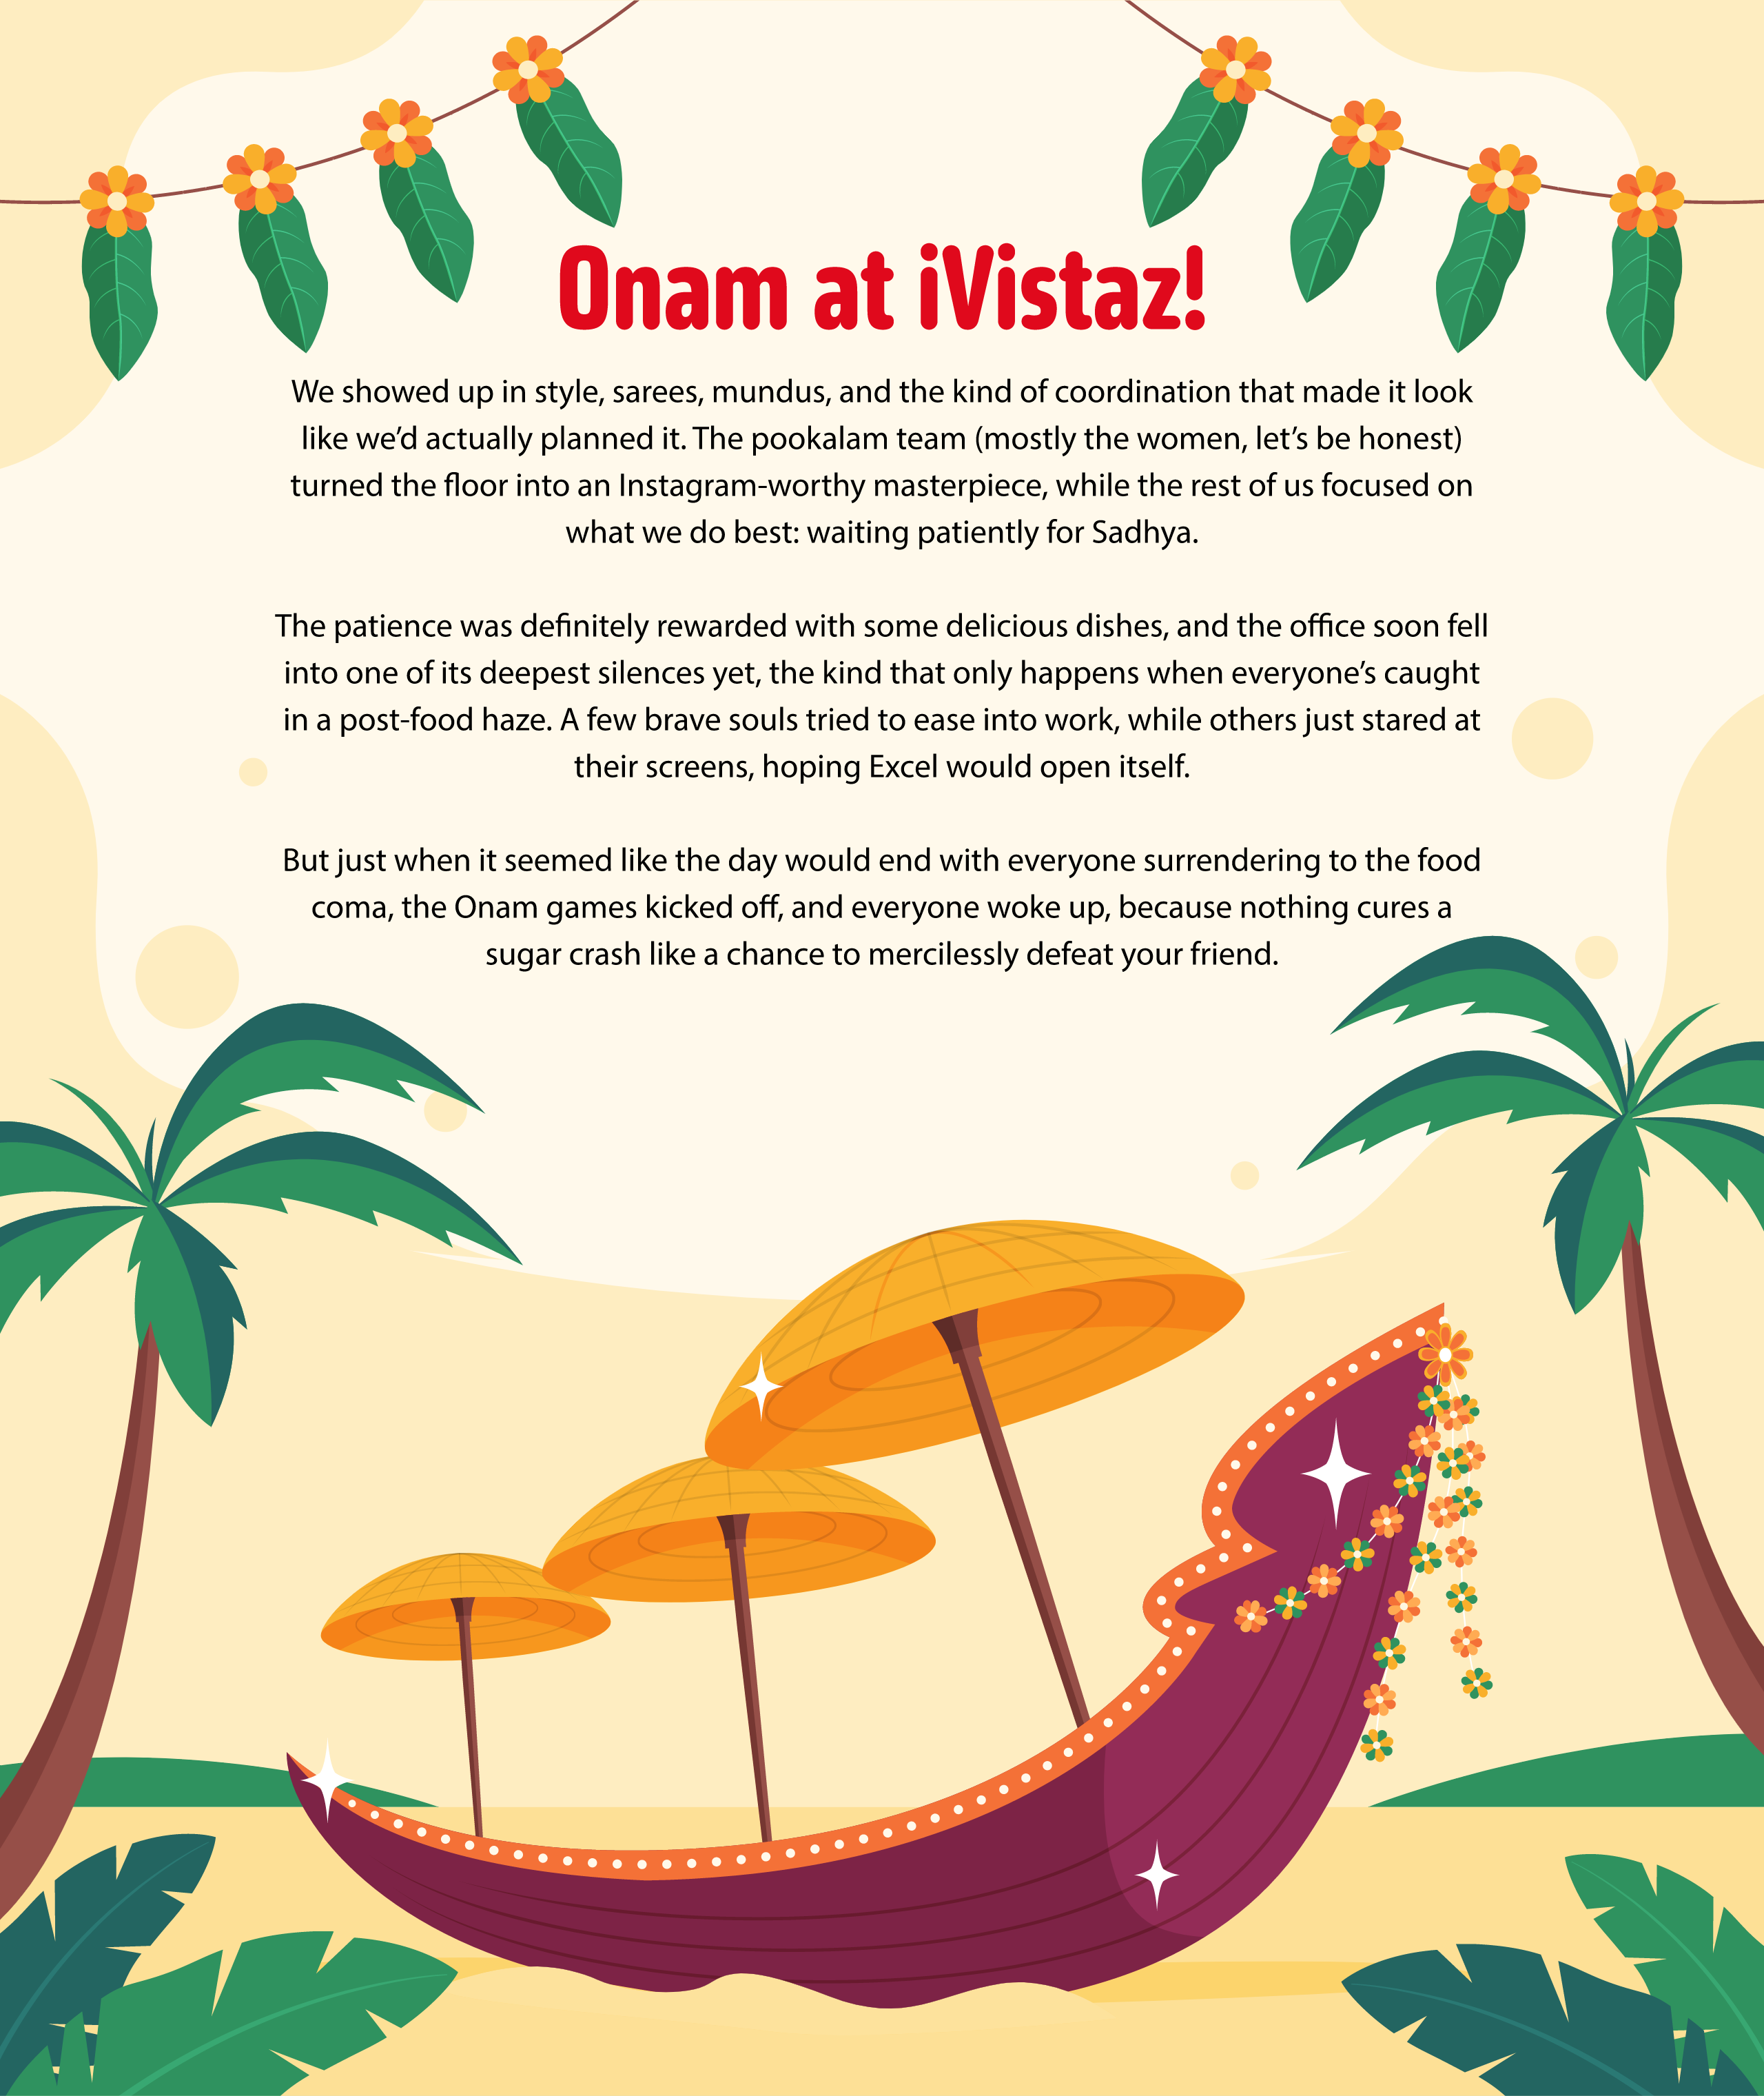 Onam at iVistaz!
We showed up in style, sarees, mundus, and the kind of coordination that made it look
like we’d actually planned it. The pookalam team (mostly the women, let’s be honest)
turned the floor into an Instagram-worthy masterpiece, while the rest of us focused on
what we do best: waiting patiently for Sadhya.
The patience was definitely rewarded with some delicious dishes, and the office soon fell
into one of its deepest silences yet, the kind that only happens when everyone’s caught
in a post-food haze. A few brave souls tried to ease into work, while others just stared at
their screens, hoping Excel would open itself.
But just when it seemed like the day would end with everyone surrendering to the food
coma, the Onam games kicked off, and everyone woke up, because nothing cures a
sugar crash like a chance to mercilessly defeat your friend.